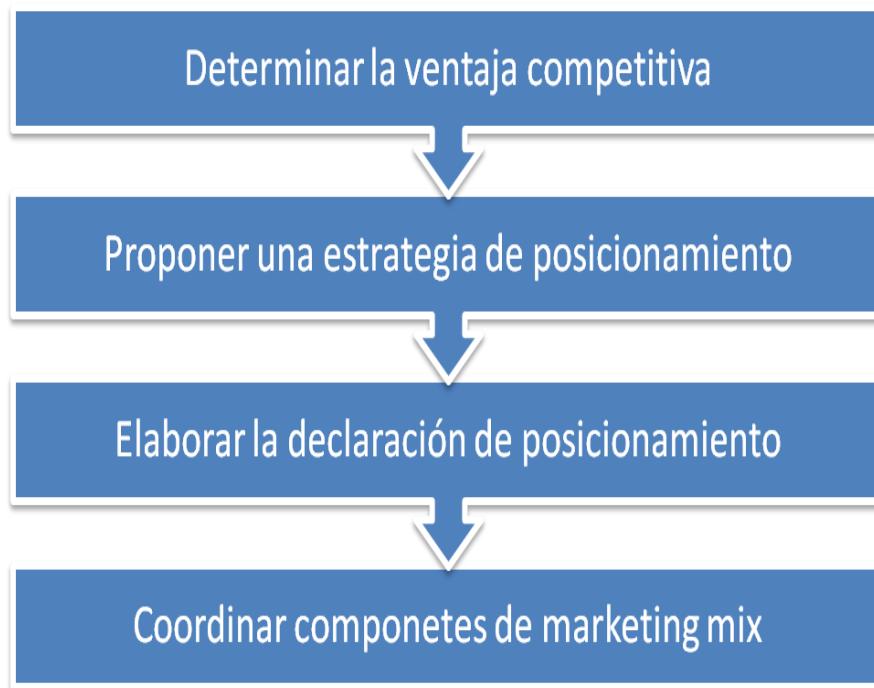 Determinar la ventaja competitiva
Proponer una estrategia de posicionamiento
Elaborar la declaración de posicionamiento
Coordinar componetes de marketing mix